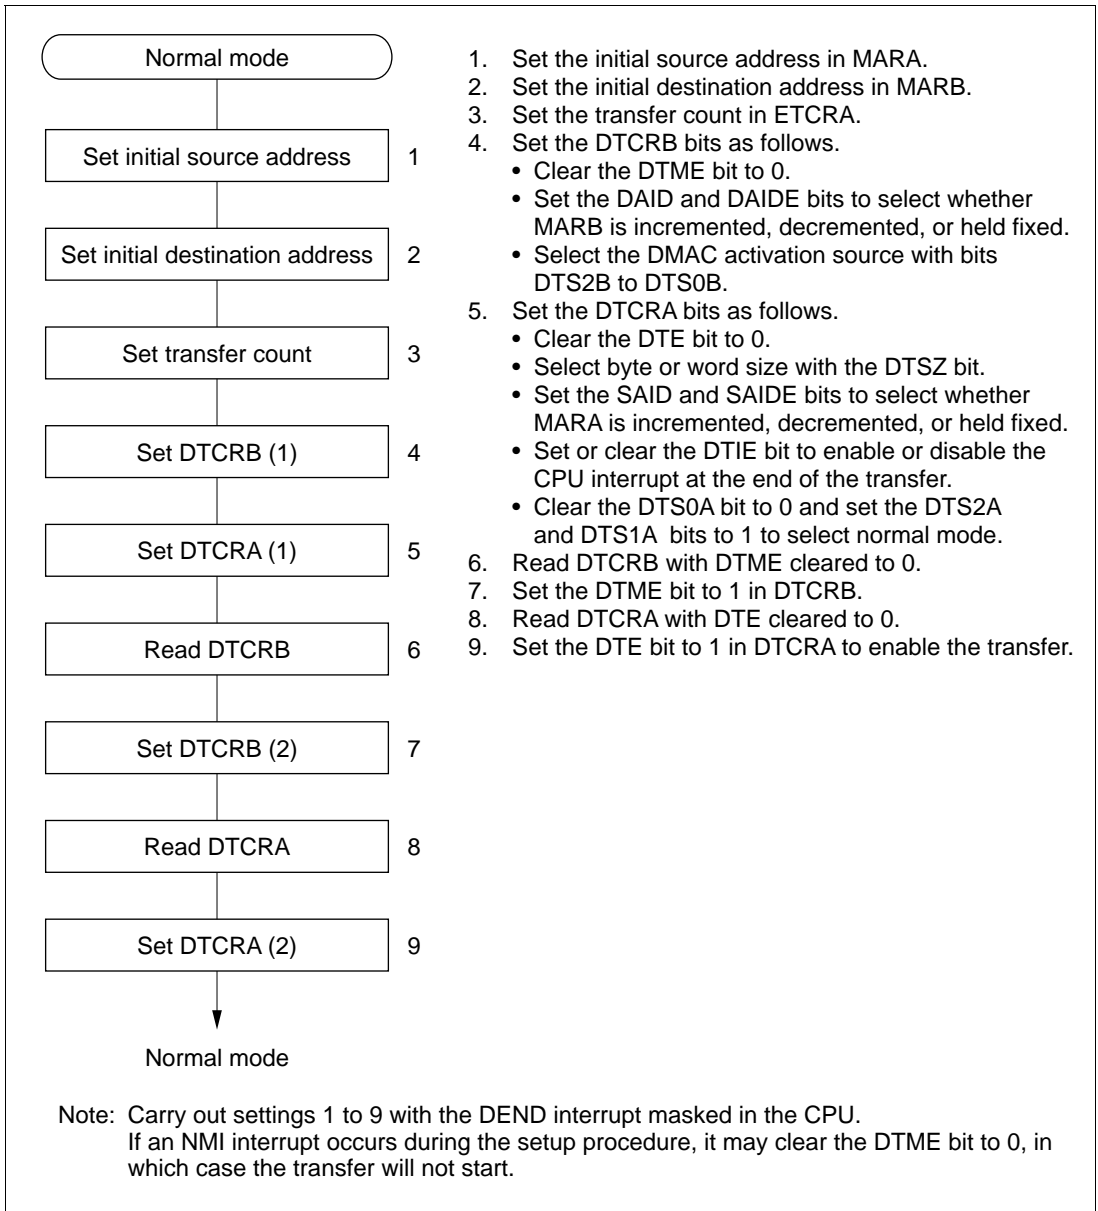 Normal mode
Set initial source address 1
Set initial destination address 2
Set transfer count 3
Set DTCRB (1) 4
Set DTCRA (1) 5
Read DTCRB 6
Set DTCRB (2) 7
Read DTCRA 8
Set DTCRA (2) 9
Normal mode
1. Set the initial source address in MARA.
2. Set the initial destination address in MARB.
3. Set the transfer count in ETCRA.
4. Set the DTCRB bits as follows.
• Clear the DTME bit to 0.
• Set the DAID and DAIDE bits to select whether
MARB is incremented, decremented, or held fixed.
• Select the DMAC activation source with bits
DTS2B to DTS0B.
5. Set the DTCRA bits as follows.
• Clear the DTE bit to 0.
• Select byte or word size with the DTSZ bit.
• Set the SAID and SAIDE bits to select whether
MARA is incremented, decremented, or held fixed.
• Set or clear the DTIE bit to enable or disable the
CPU interrupt at the end of the transfer.
• Clear the DTS0A bit to 0 and set the DTS2A
and DTS1A bits to 1 to select normal mode.
6. Read DTCRB with DTME cleared to 0.
7. Set the DTME bit to 1 in DTCRB.
8. Read DTCRA with DTE cleared to 0.
9. Set the DTE bit to 1 in DTCRA to enable the transfer.
Note: Carry out settings 1 to 9 with the DEND interrupt masked in the CPU.
If an NMI interrupt occurs during the setup procedure, it may clear the DTME bit to 0, in
which case the transfer will not start.